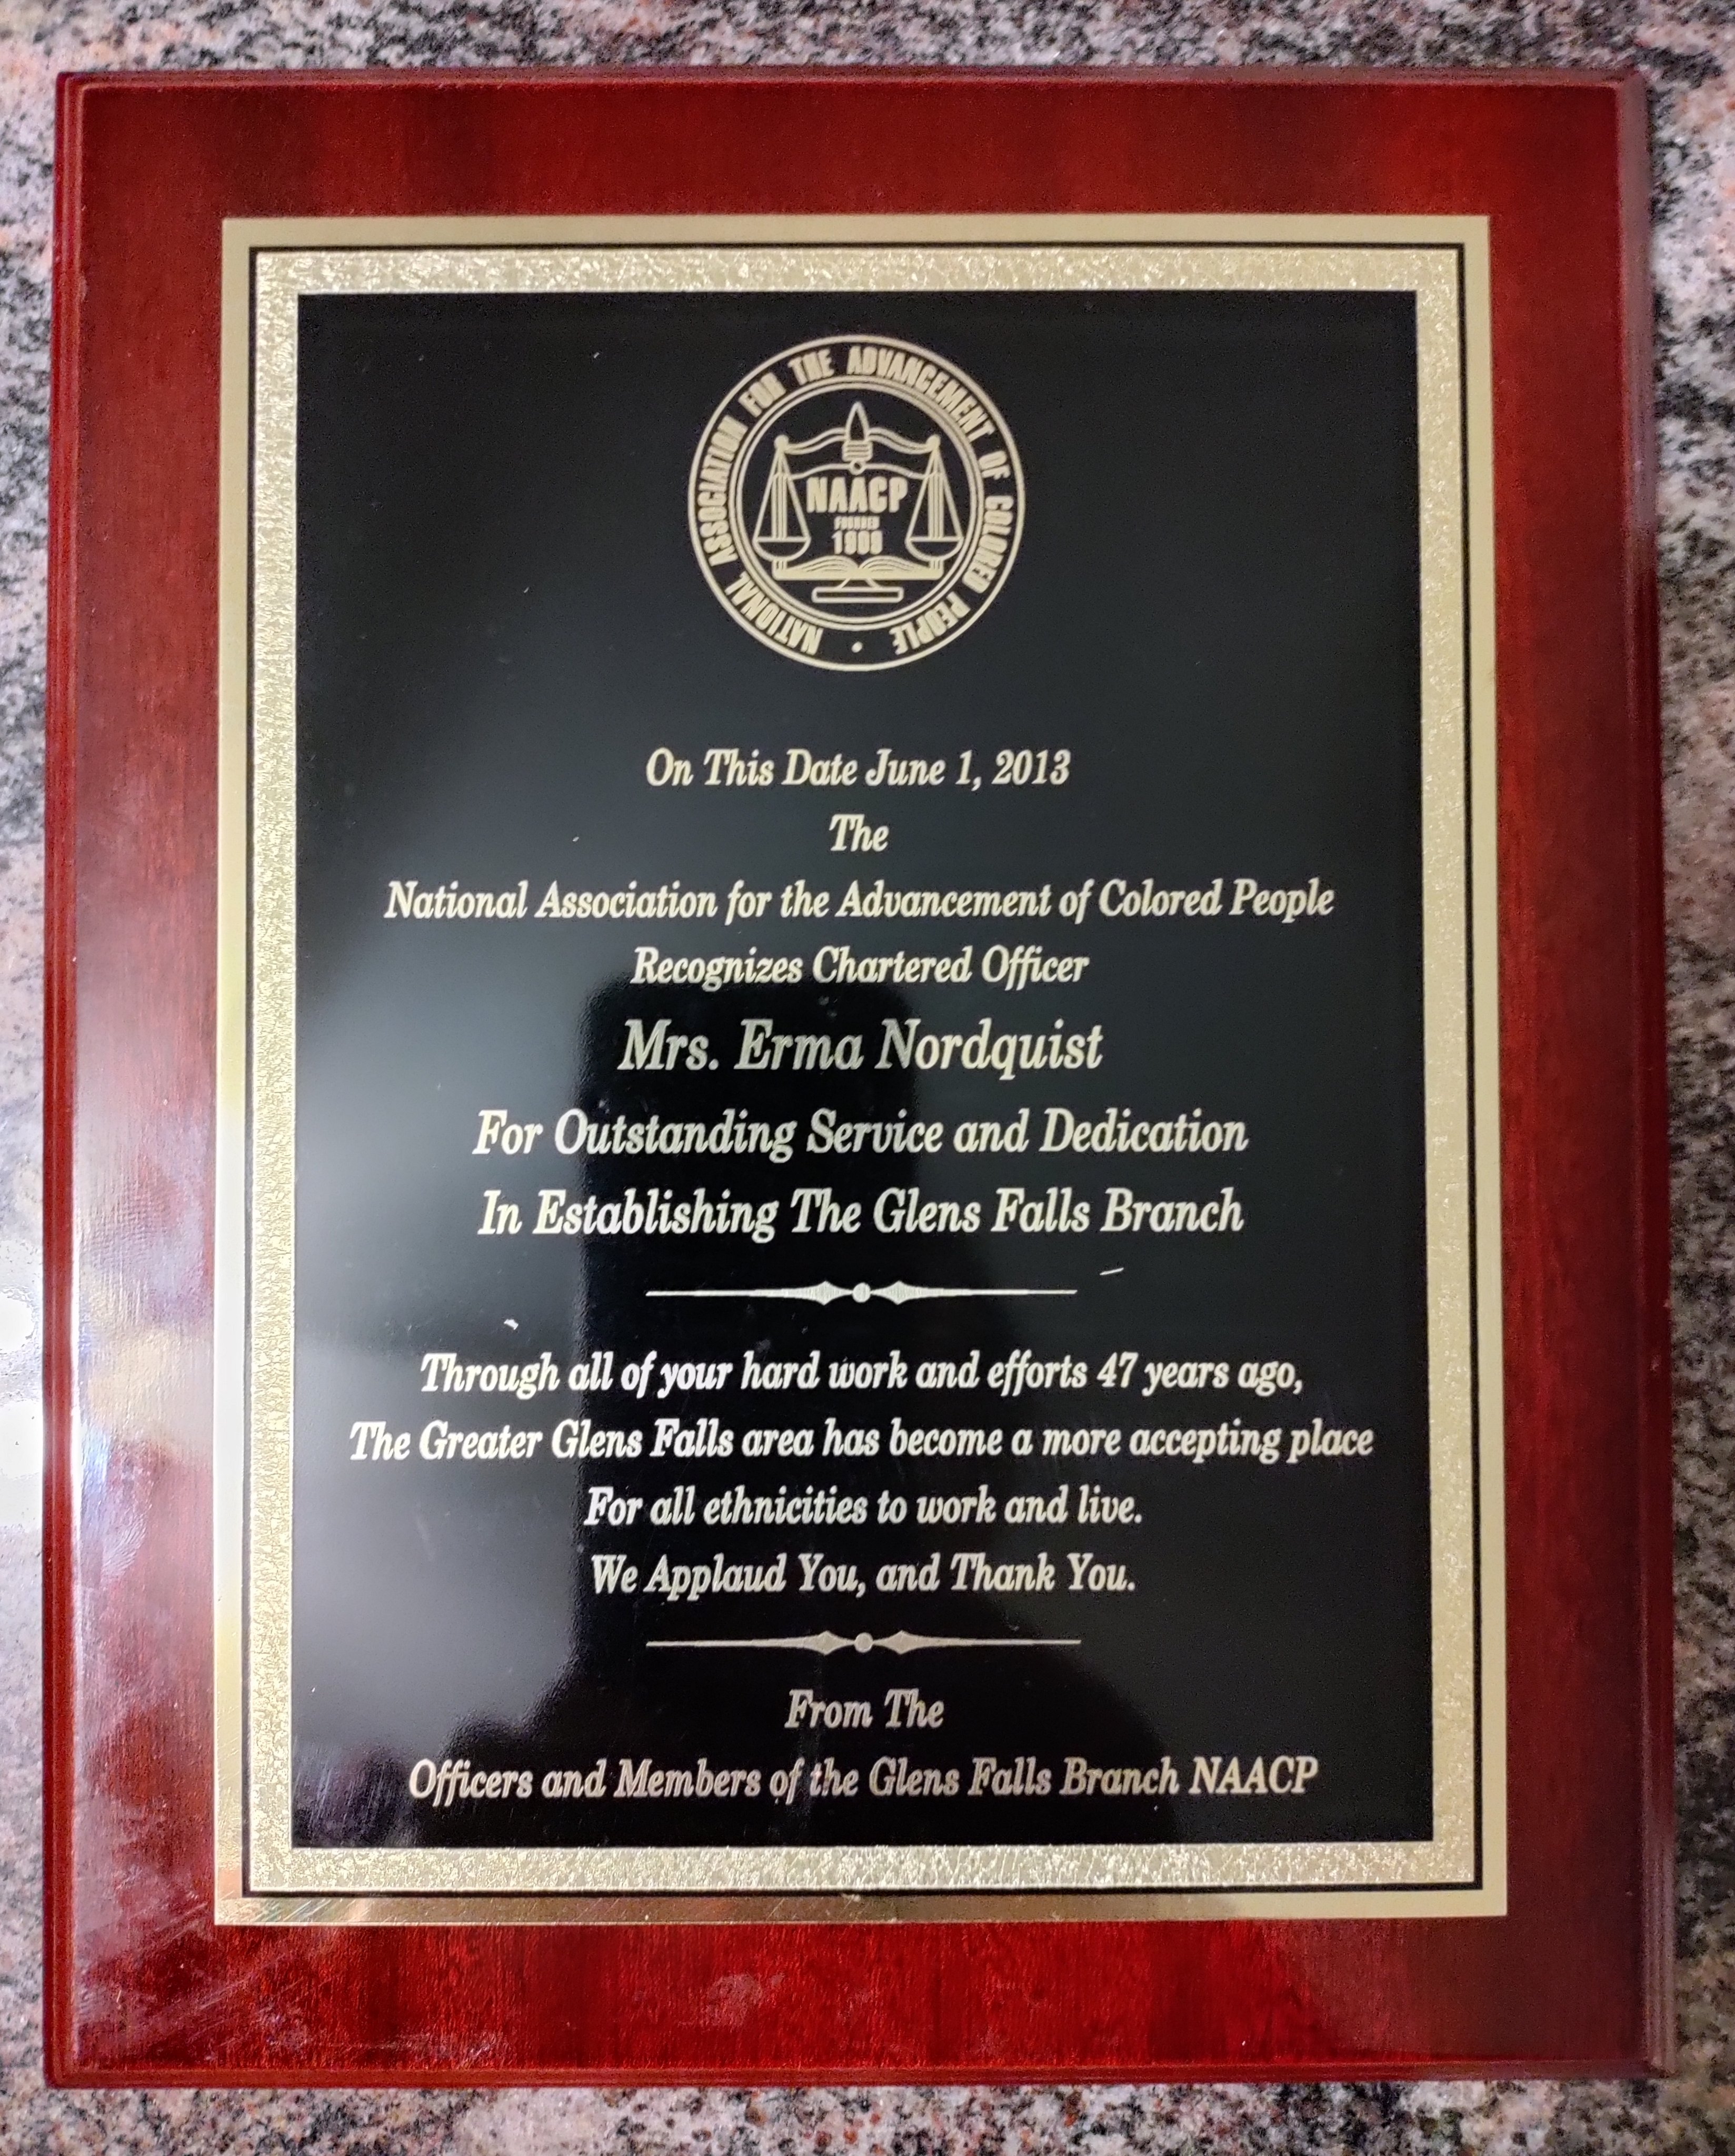 NATIONAL ASSOCIATION FOR THE ADVANCEMENT OF COLORED PEOPLE
NAACP
FOUNDED
1909
On This Date June 1, 2013
The
National Association for the Advancement of Colored People
Recognizes Chartered Officer
Mrs. Erma Nordquist
For Outstanding Service and Dedication
In Establishing The Glens Falls Branch
Through all of your hard work and efforts 47 years ago,
The Greater Glens Falls area has become a more accepting place
For all ethnicities to work and live.
We Applaud You, and Thank You.
From The
Officers and Members of the Glens Falls Branch NAACP